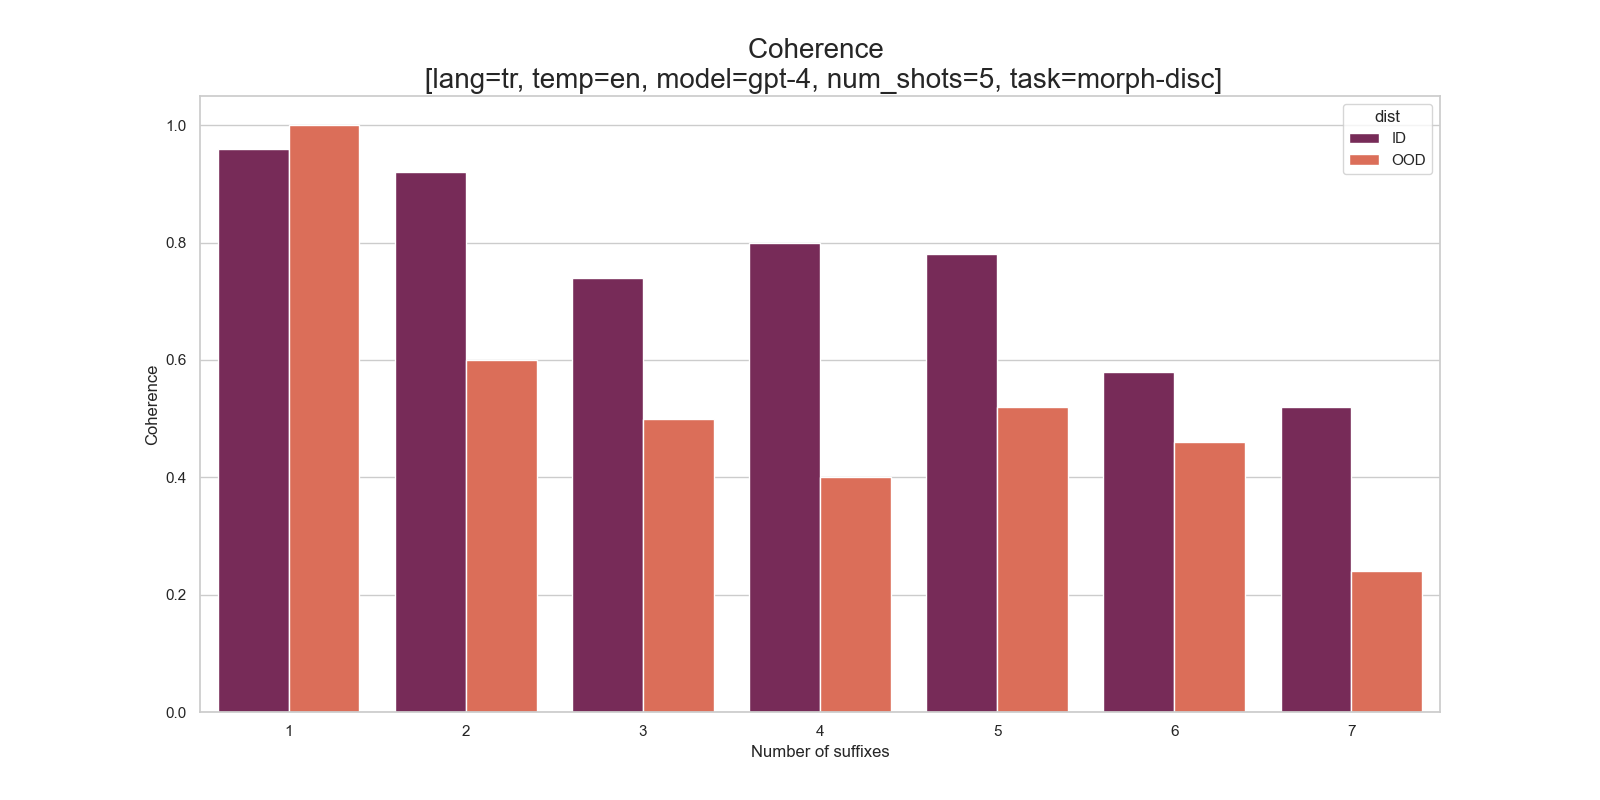 Coherence
[lang=tr, temp=en, model=gpt-4, num_shots=5, task=morph-disc]
dist
ID
OOD
Coherence
1.0
0.8
0.6
0.4
0.2
0.0
1 2 3 4 5 6 7
Number of suffixes